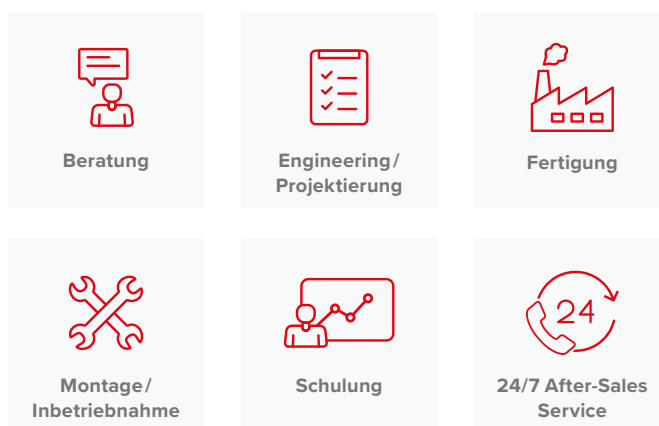 Beratung
Engineering/
Projektierung
Fertigung
Montage/
Inbetriebnahme
Schulung
24
24/7 After-Sales
Service